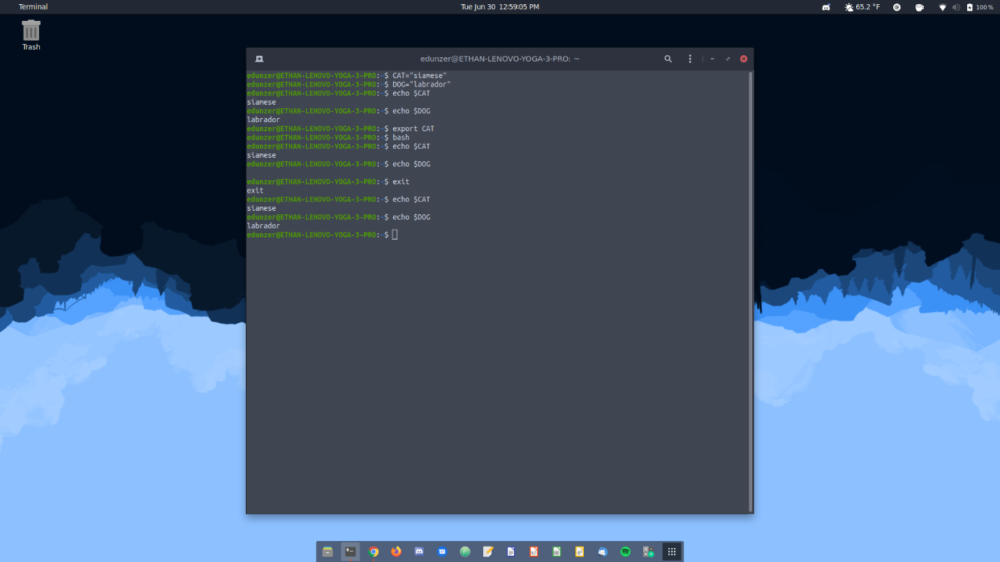 Terminal
Tue Jun 30 12:59:05 PM
65.2 °F
100 %
Trash
edunzer@ETHAN-LENOVO-YOGA-3-PRO: ~
edunzer@ETHAN-LENOVO-YOGA-3-PRO:~$ CAT="siamese"
edunzer@ETHAN-LENOVO-YOGA-3-PRO:~$ DOG="labrador"
edunzer@ETHAN-LENOVO-YOGA-3-PRO:~$ echo $CAT
siamese
edunzer@ETHAN-LENOVO-YOGA-3-PRO:~$ echo $DOG
labrador
edunzer@ETHAN-LENOVO-YOGA-3-PRO:~$ export CAT
edunzer@ETHAN-LENOVO-YOGA-3-PRO:~$ bash
edunzer@ETHAN-LENOVO-YOGA-3-PRO:~$ echo $CAT
siamese
edunzer@ETHAN-LENOVO-YOGA-3-PRO:~$ echo $DOG

edunzer@ETHAN-LENOVO-YOGA-3-PRO:~$ exit
exit
edunzer@ETHAN-LENOVO-YOGA-3-PRO:~$ echo $CAT
siamese
edunzer@ETHAN-LENOVO-YOGA-3-PRO:~$ echo $DOG
labrador
edunzer@ETHAN-LENOVO-YOGA-3-PRO:~$